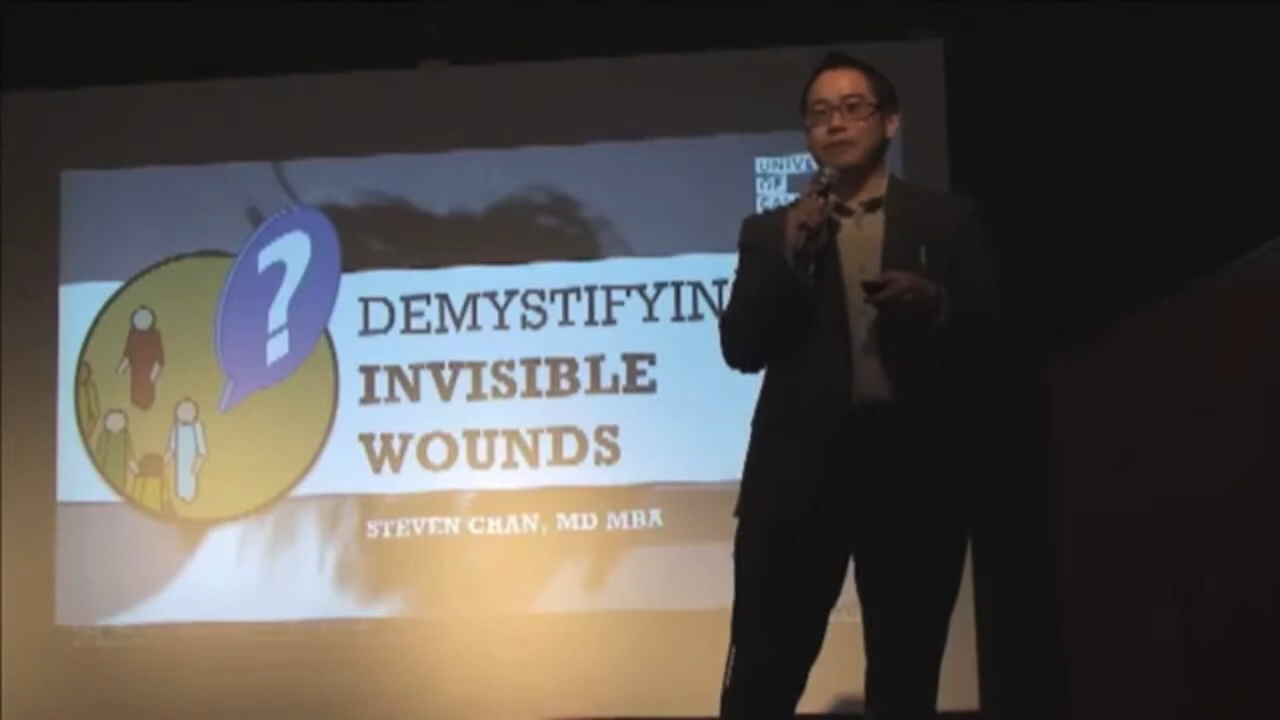 ?
DEMYSTIFYIN
INVISIBLE
WOUNDS
STEVEN CHAN, MD MBA